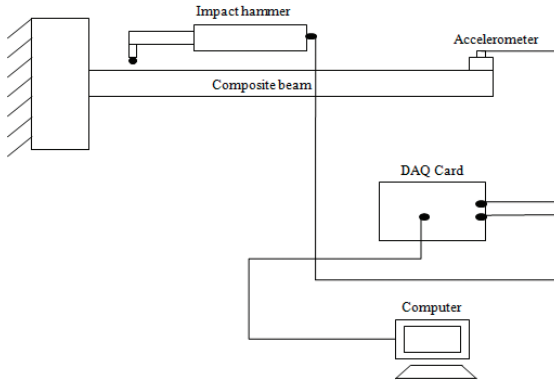 Impact hammer
Accelerometer
Composite beam
DAQ Card
Computer